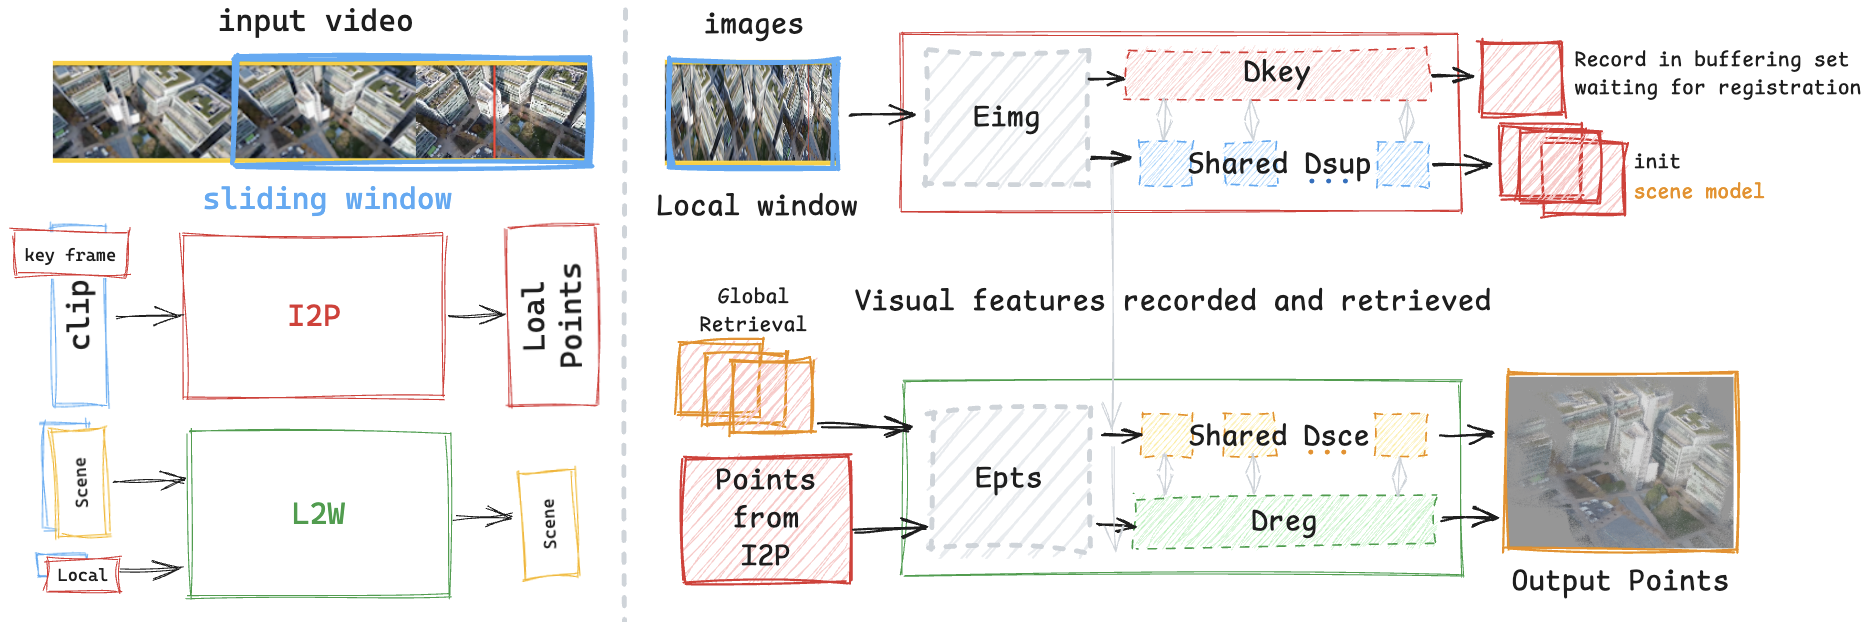 input video
sliding window
key frame
clip
I2P
Loal
Points
Scene
Local
L2W
Scene
images
Local window
Eimg
Dkey
Shared Dsup
Record in buffering set
waiting for registration
init
scene model
Visual features recorded and retrieved
Global
Retrieval
Points
from
I2P
Epts
Shared Dsce
Dreg
Output Points